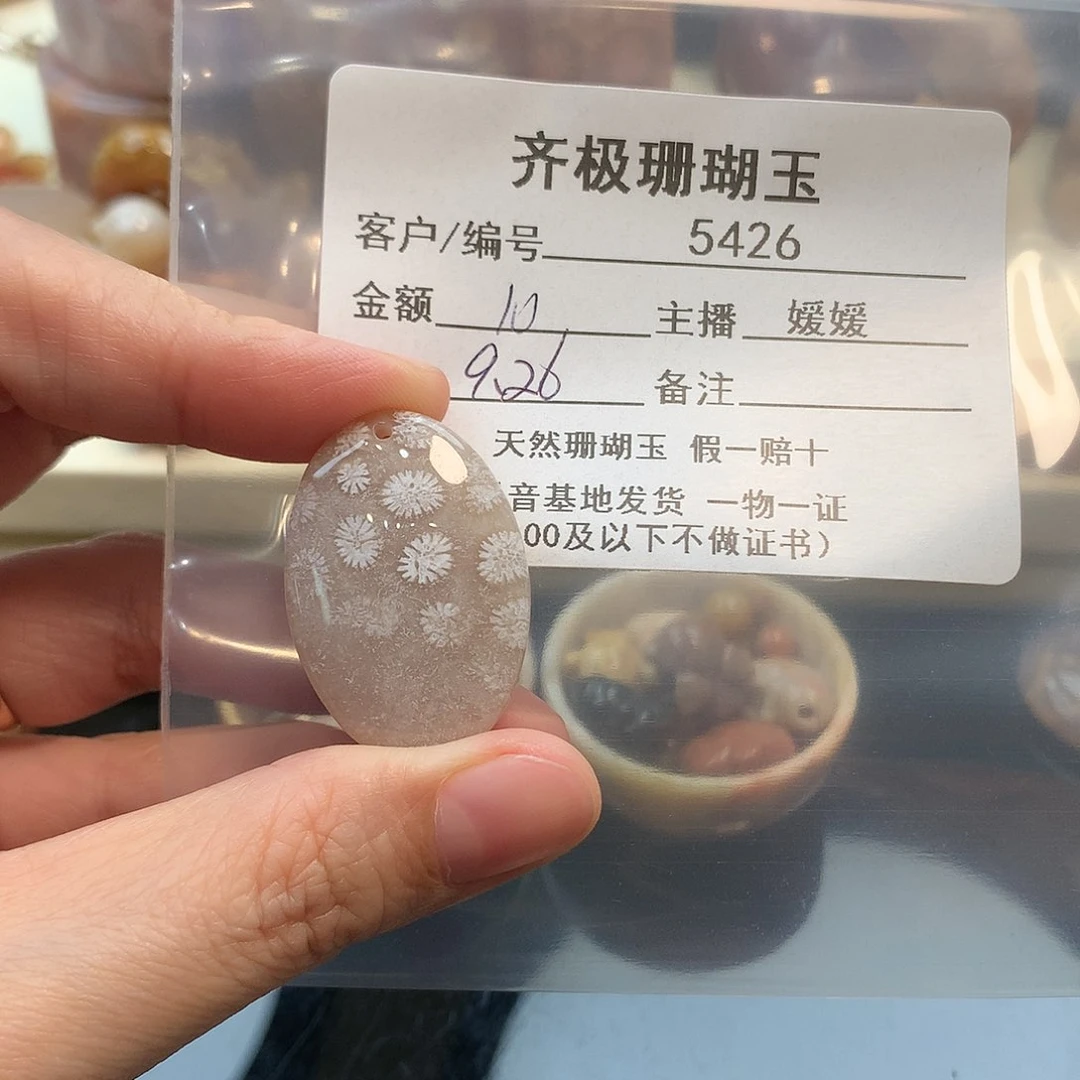 齐极珊瑚玉
客户/编号 5426
金额 10 主播 媛媛
9.26 备注
天然珊瑚玉 假一赔十
音基地发货 一物一证
00及以下不做证书）